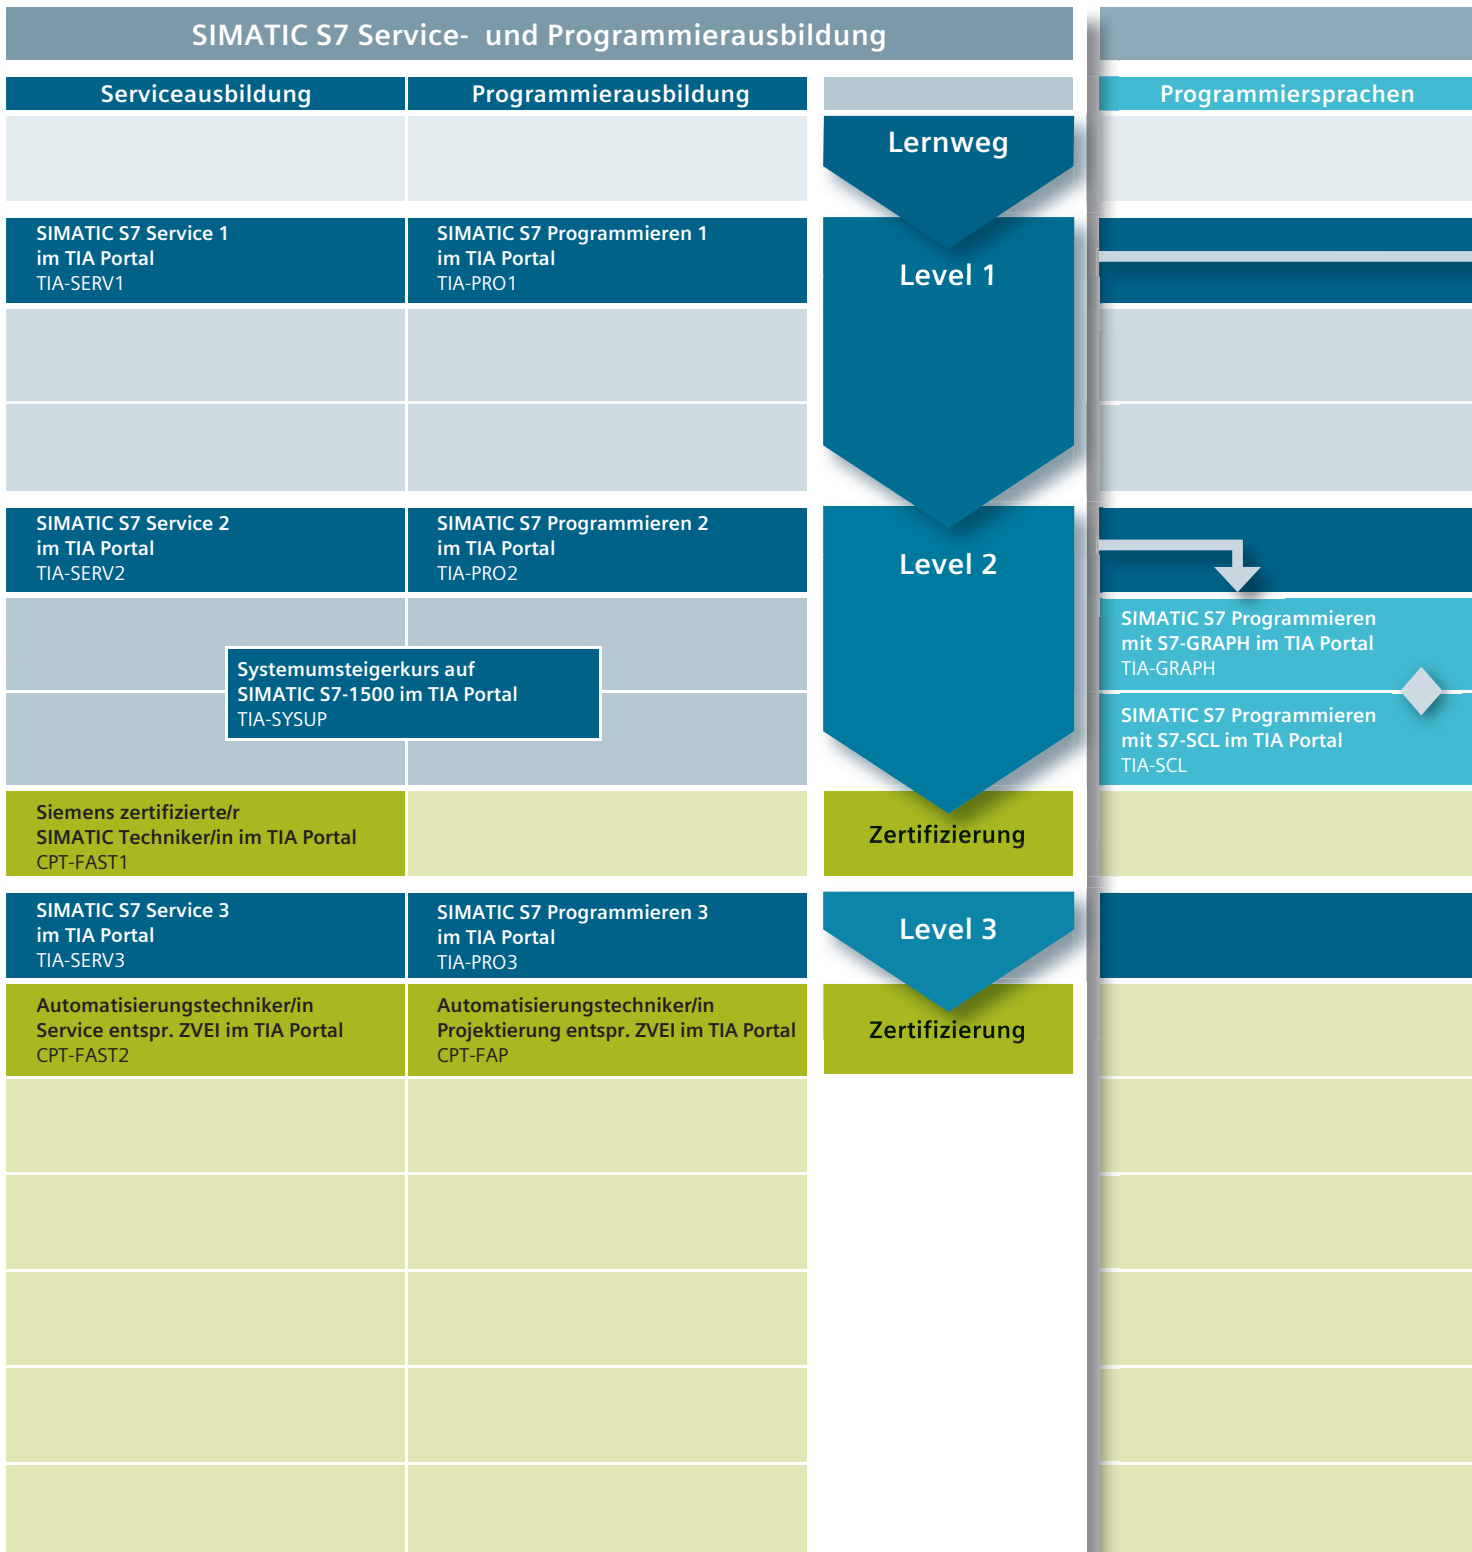 SIMATIC S7 Service- und Programmierausbildung
Serviceausbildung
Programmierausbildung
Programmiersprachen
Lernweg
SIMATIC S7 Service 1
im TIA Portal
TIA-SERV1
SIMATIC S7 Programmieren 1
im TIA Portal
TIA-PRO1
Level 1
SIMATIC S7 Service 2
im TIA Portal
TIA-SERV2
SIMATIC S7 Programmieren 2
im TIA Portal
TIA-PRO2
Level 2
Systemumsteigerkurs auf
SIMATIC S7-1500 im TIA Portal
TIA-SYSUP
SIMATIC S7 Programmieren
mit S7-GRAPH im TIA Portal
TIA-GRAPH
SIMATIC S7 Programmieren
mit S7-SCL im TIA Portal
TIA-SCL
Siemens zertifizierte/r
SIMATIC Techniker/in im TIA Portal
CPT-FAST1
Zertifizierung
SIMATIC S7 Service 3
im TIA Portal
TIA-SERV3
SIMATIC S7 Programmieren 3
im TIA Portal
TIA-PRO3
Level 3
Automatisierungstechniker/in
Service entspr. ZVEI im TIA Portal
CPT-FAST2
Automatisierungstechniker/in
Projektierung entspr. ZVEI im TIA Portal
CPT-FAP
Zertifizierung